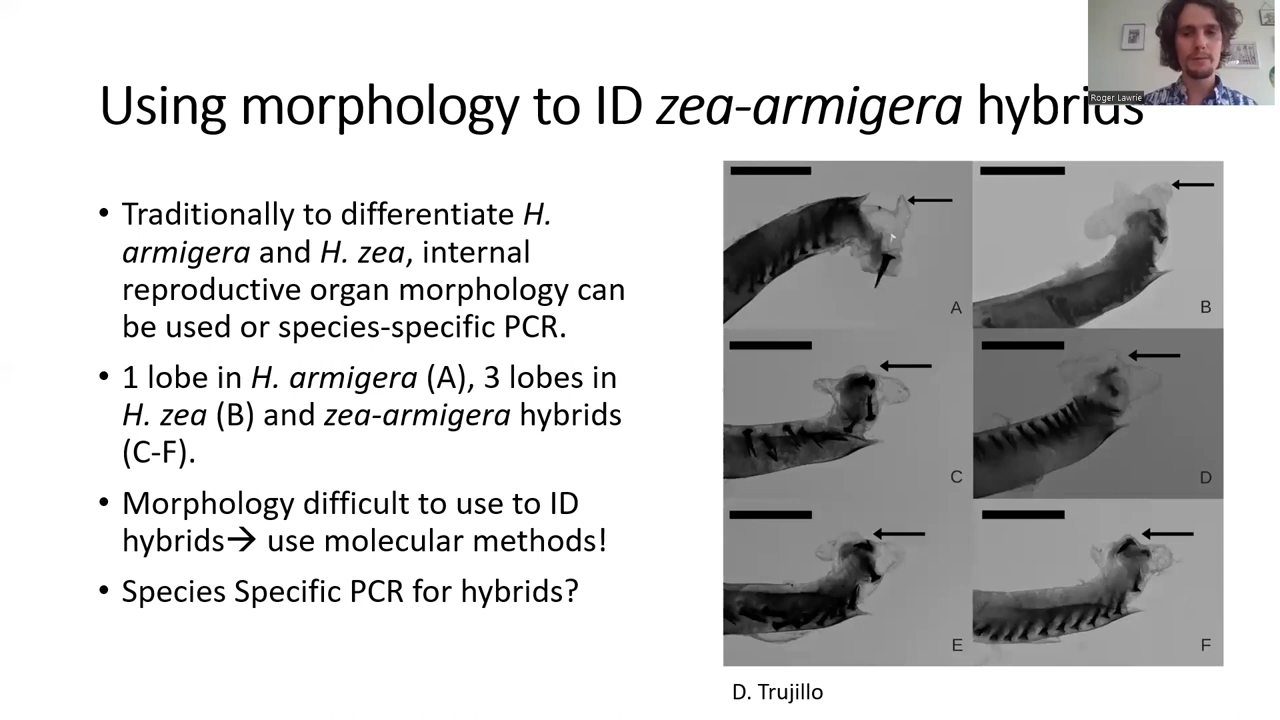 Roger Lawrie
Using morphology to ID zea-armigera hybrids
• Traditionally to differentiate H.
armigera and H. zea, internal
reproductive organ morphology can
be used or species-specific PCR.
• 1 lobe in H. armigera (A), 3 lobes in
H. zea (B) and zea-armigera hybrids
(C-F).
• Morphology difficult to use to ID
hybrids→ use molecular methods!
• Species Specific PCR for hybrids?
A
B
C
D
E
F
D. Trujillo